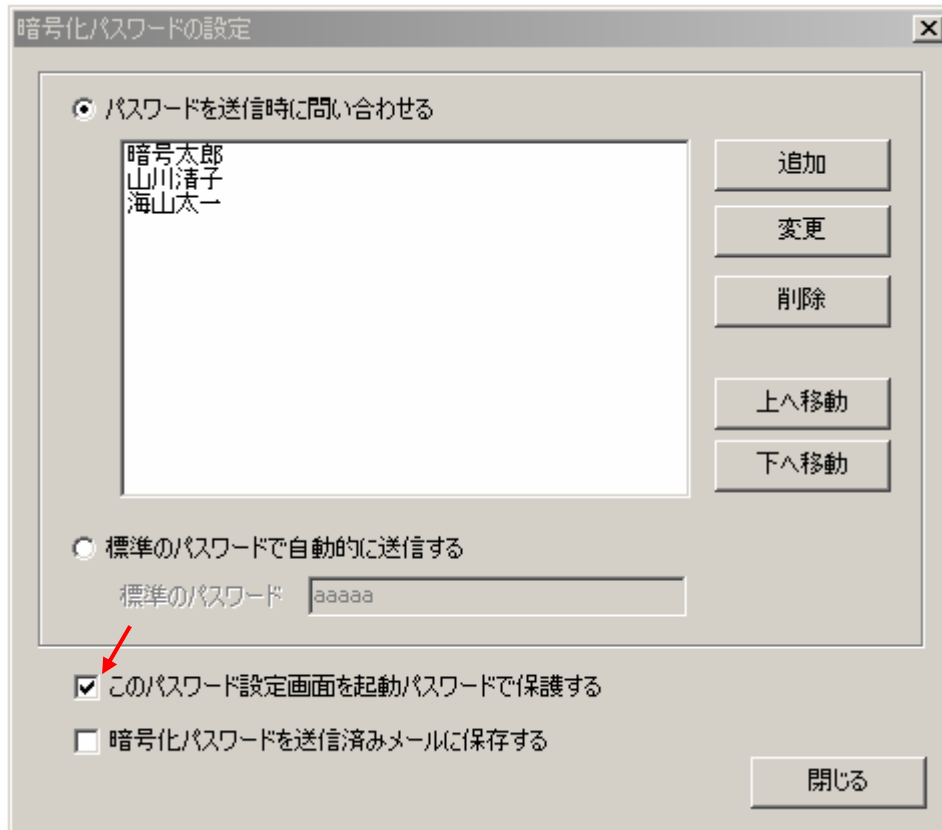 暗号化パスワードの設定
パスワードを送信時に問い合わせる
暗号太郎
山川清子
海山太一
追加
変更
削除
上へ移動
下へ移動
標準のパスワードで自動的に送信する
標準のパスワード aaaaa
このパスワード設定画面を起動パスワードで保護する
暗号化パスワードを送信済みメールに保存する
閉じる